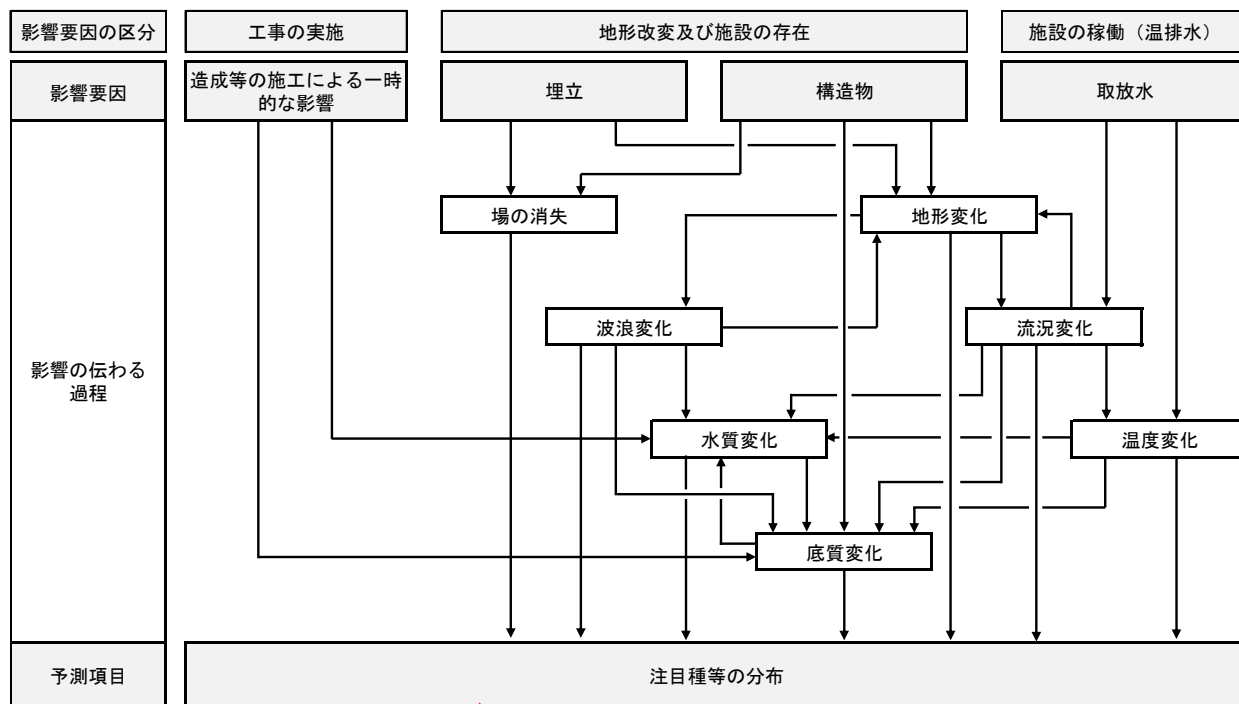 影響要因の区分
工事の実施
地形改変及び施設の存在
施設の稼働（温排水）
影響要因
造成等の施工による一時
的な影響
埋立
構造物
取放水
影響の伝わる
過程
場の消失
地形変化
波浪変化
流況変化
水質変化
温度変化
底質変化
予測項目
注目種等の分布